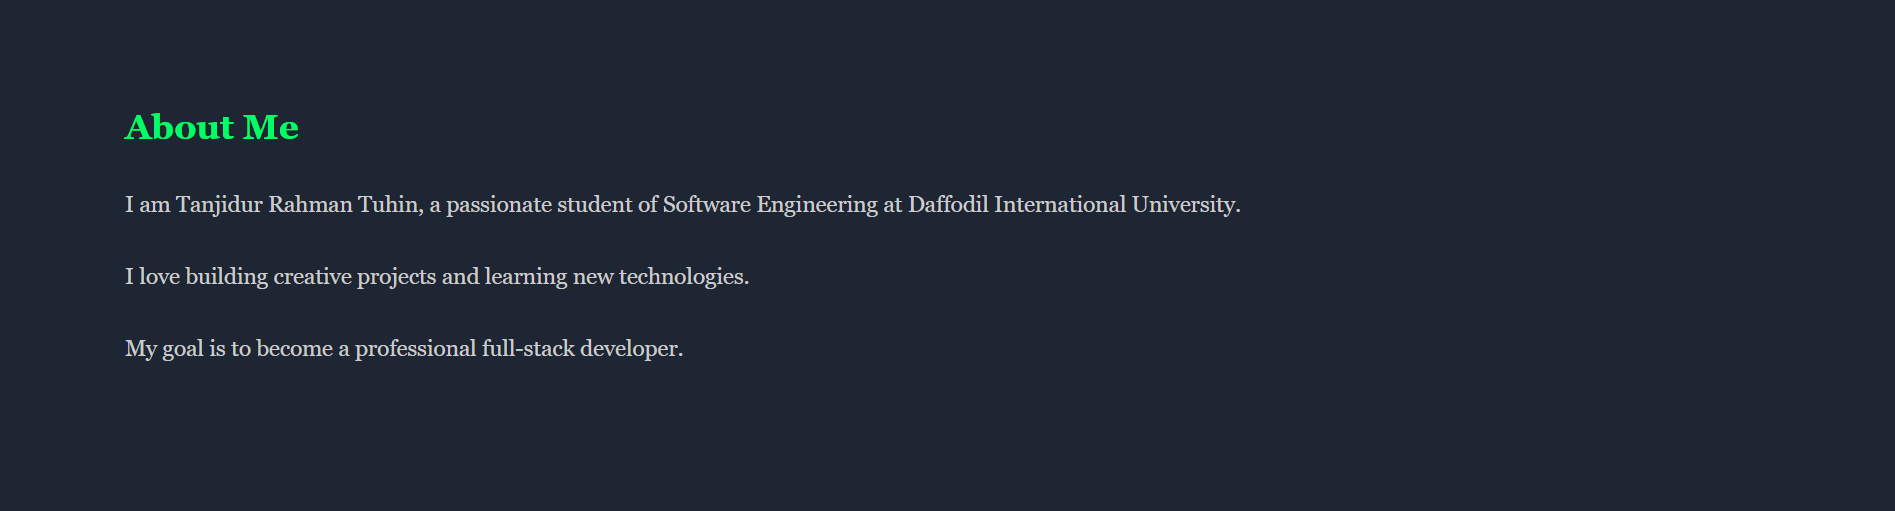 About Me
I am Tanjidur Rahman Tuhin, a passionate student of Software Engineering at Daffodil International University.
I love building creative projects and learning new technologies.
My goal is to become a professional full-stack developer.